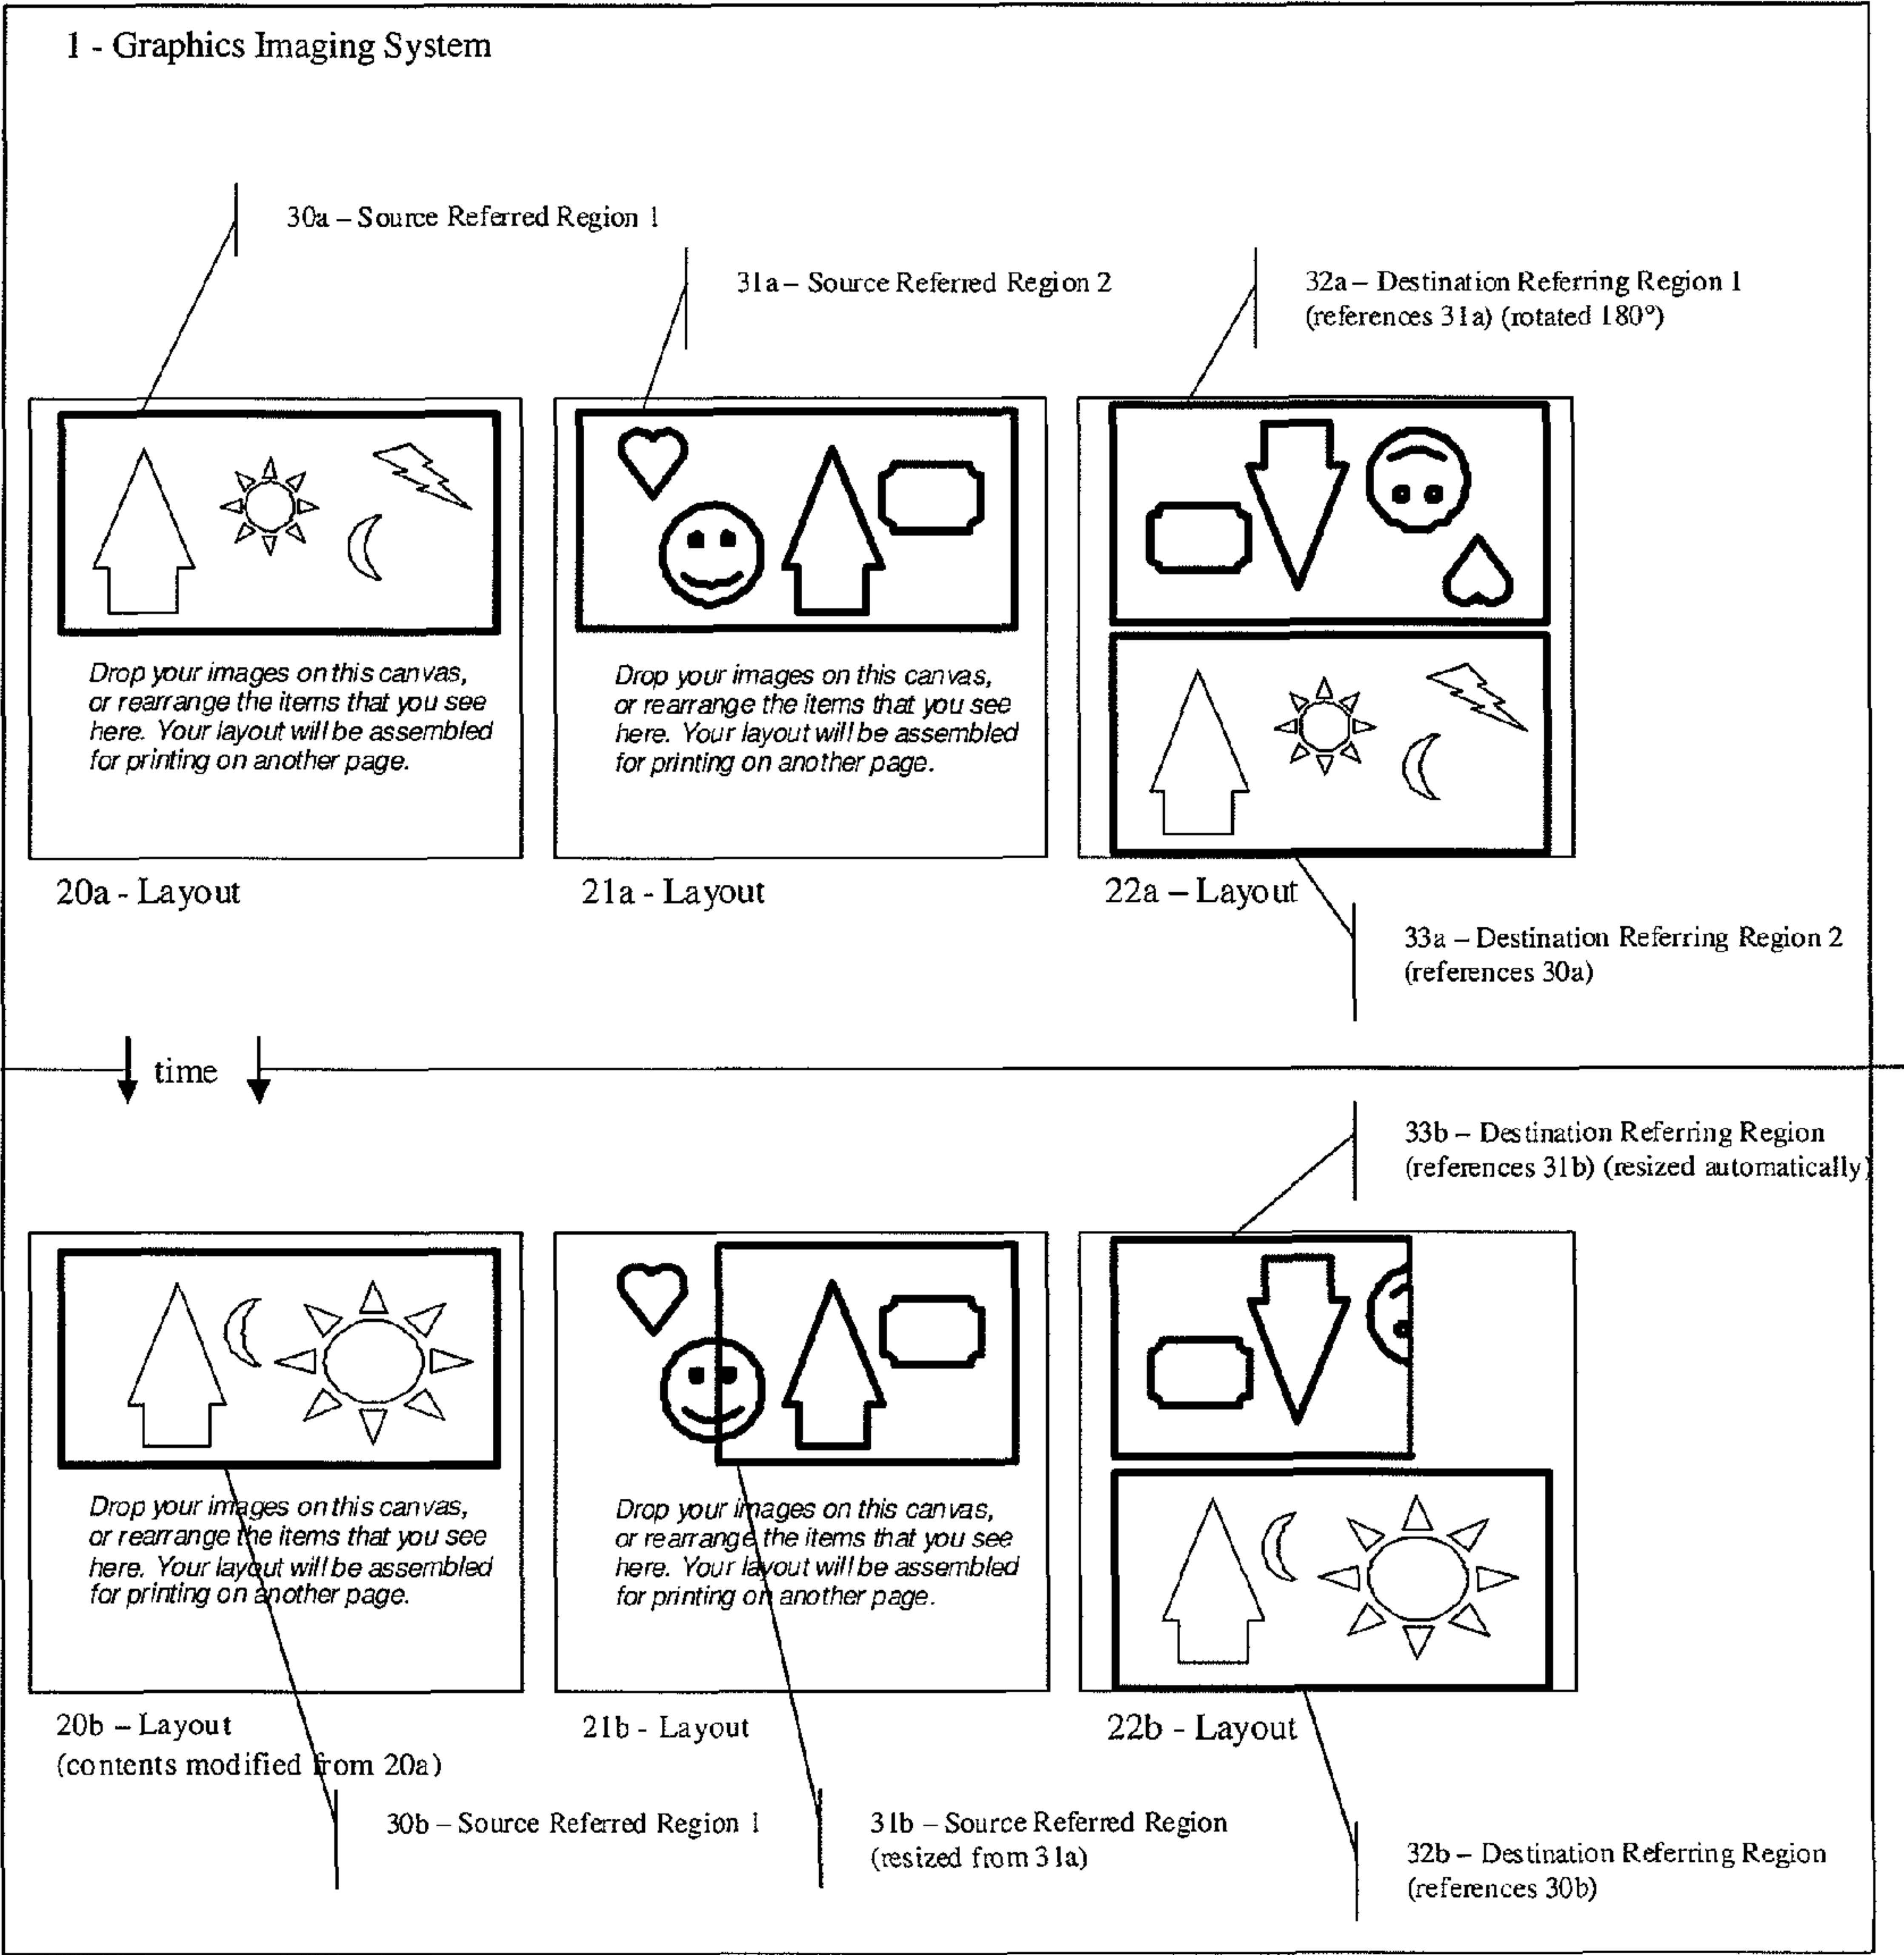 1 - Graphics Imaging System
30a – Source Referred Region 1
31a – Source Referred Region 2
32a – Destination Referring Region 1
(references 31a) (rotated 180°)
Drop your images on this canvas,
or rearrange the items that you see
here. Your layout will be assembled
for printing on another page.
Drop your images on this canvas,
or rearrange the items that you see
here. Your layout will be assembled
for printing on another page.
20a - Layout
21a - Layout
22a – Layout
33a – Destination Referring Region 2
(references 30a)
time
33b – Destination Referring Region
(references 31b) (resized automatically)
Drop your images on this canvas,
or rearrange the items that you see
here. Your layout will be assembled
for printing on another page.
Drop your images on this canvas,
or rearrange the items that you see
here. Your layout will be assembled
for printing on another page.
20b – Layout
(contents modified from 20a)
21b - Layout
22b - Layout
30b – Source Referred Region 1
31b – Source Referred Region
(resized from 31a)
32b – Destination Referring Region
(references 30b)